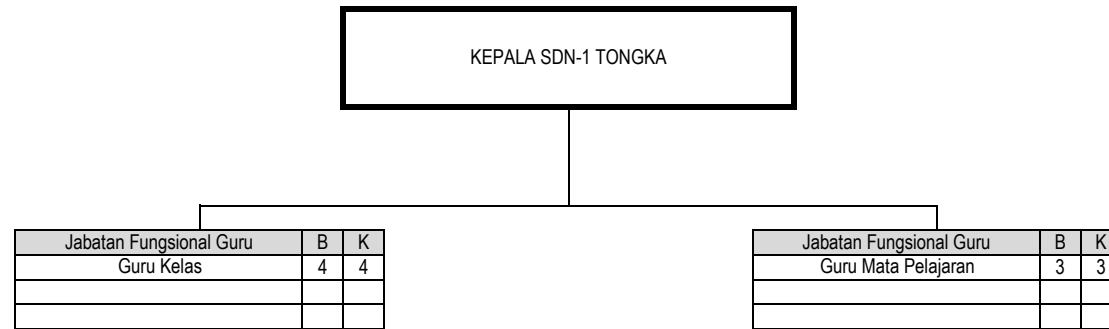 KEPALA SDN-1 TONGKA
Jabatan Fungsional Guru B K
Guru Kelas 4 4
Jabatan Fungsional Guru B K
Guru Mata Pelajaran 3 3